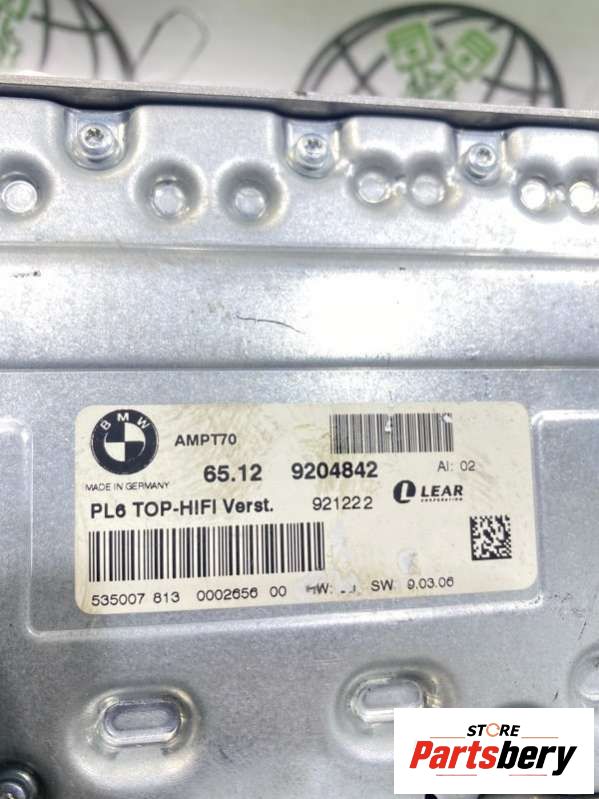 BMW
AMPT70
65.12 9204842 AI: 02
MADE IN GERMANY
PL6 TOP-HIFI Verst. 921222 LEAR
CORPORATION
535007 813 0002656 00 HW: SW: 9.03.06
STORE
Partsbery